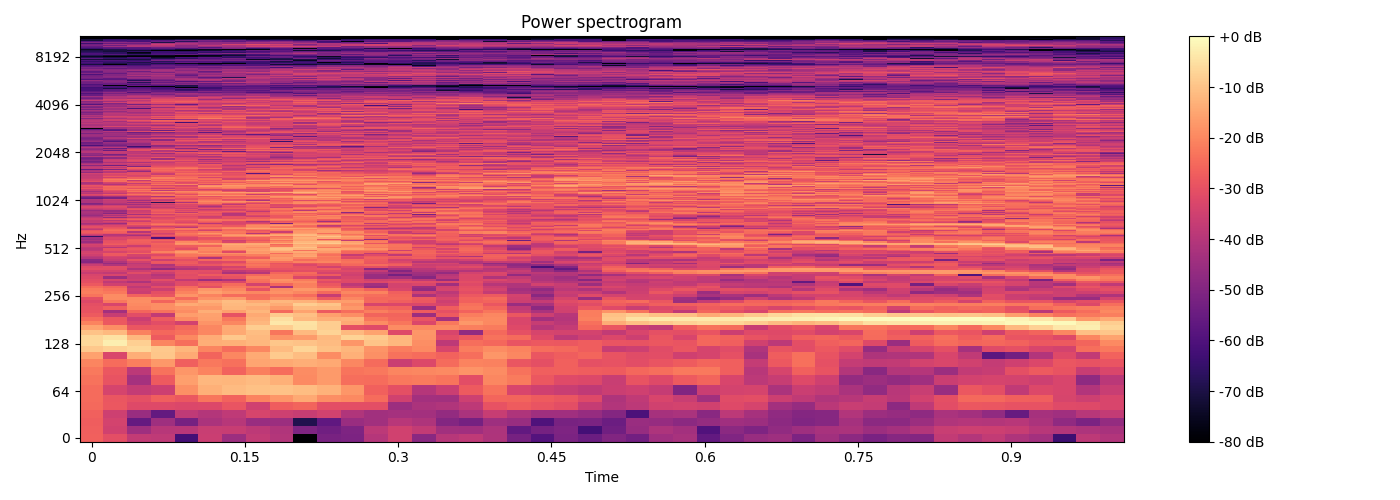 Power spectrogram
Hz
8192
4096
2048
1024
512
256
128
64
0
0 0.15 0.3 0.45 0.6 0.75 0.9
Time
+0 dB
-10 dB
-20 dB
-30 dB
-40 dB
-50 dB
-60 dB
-70 dB
-80 dB